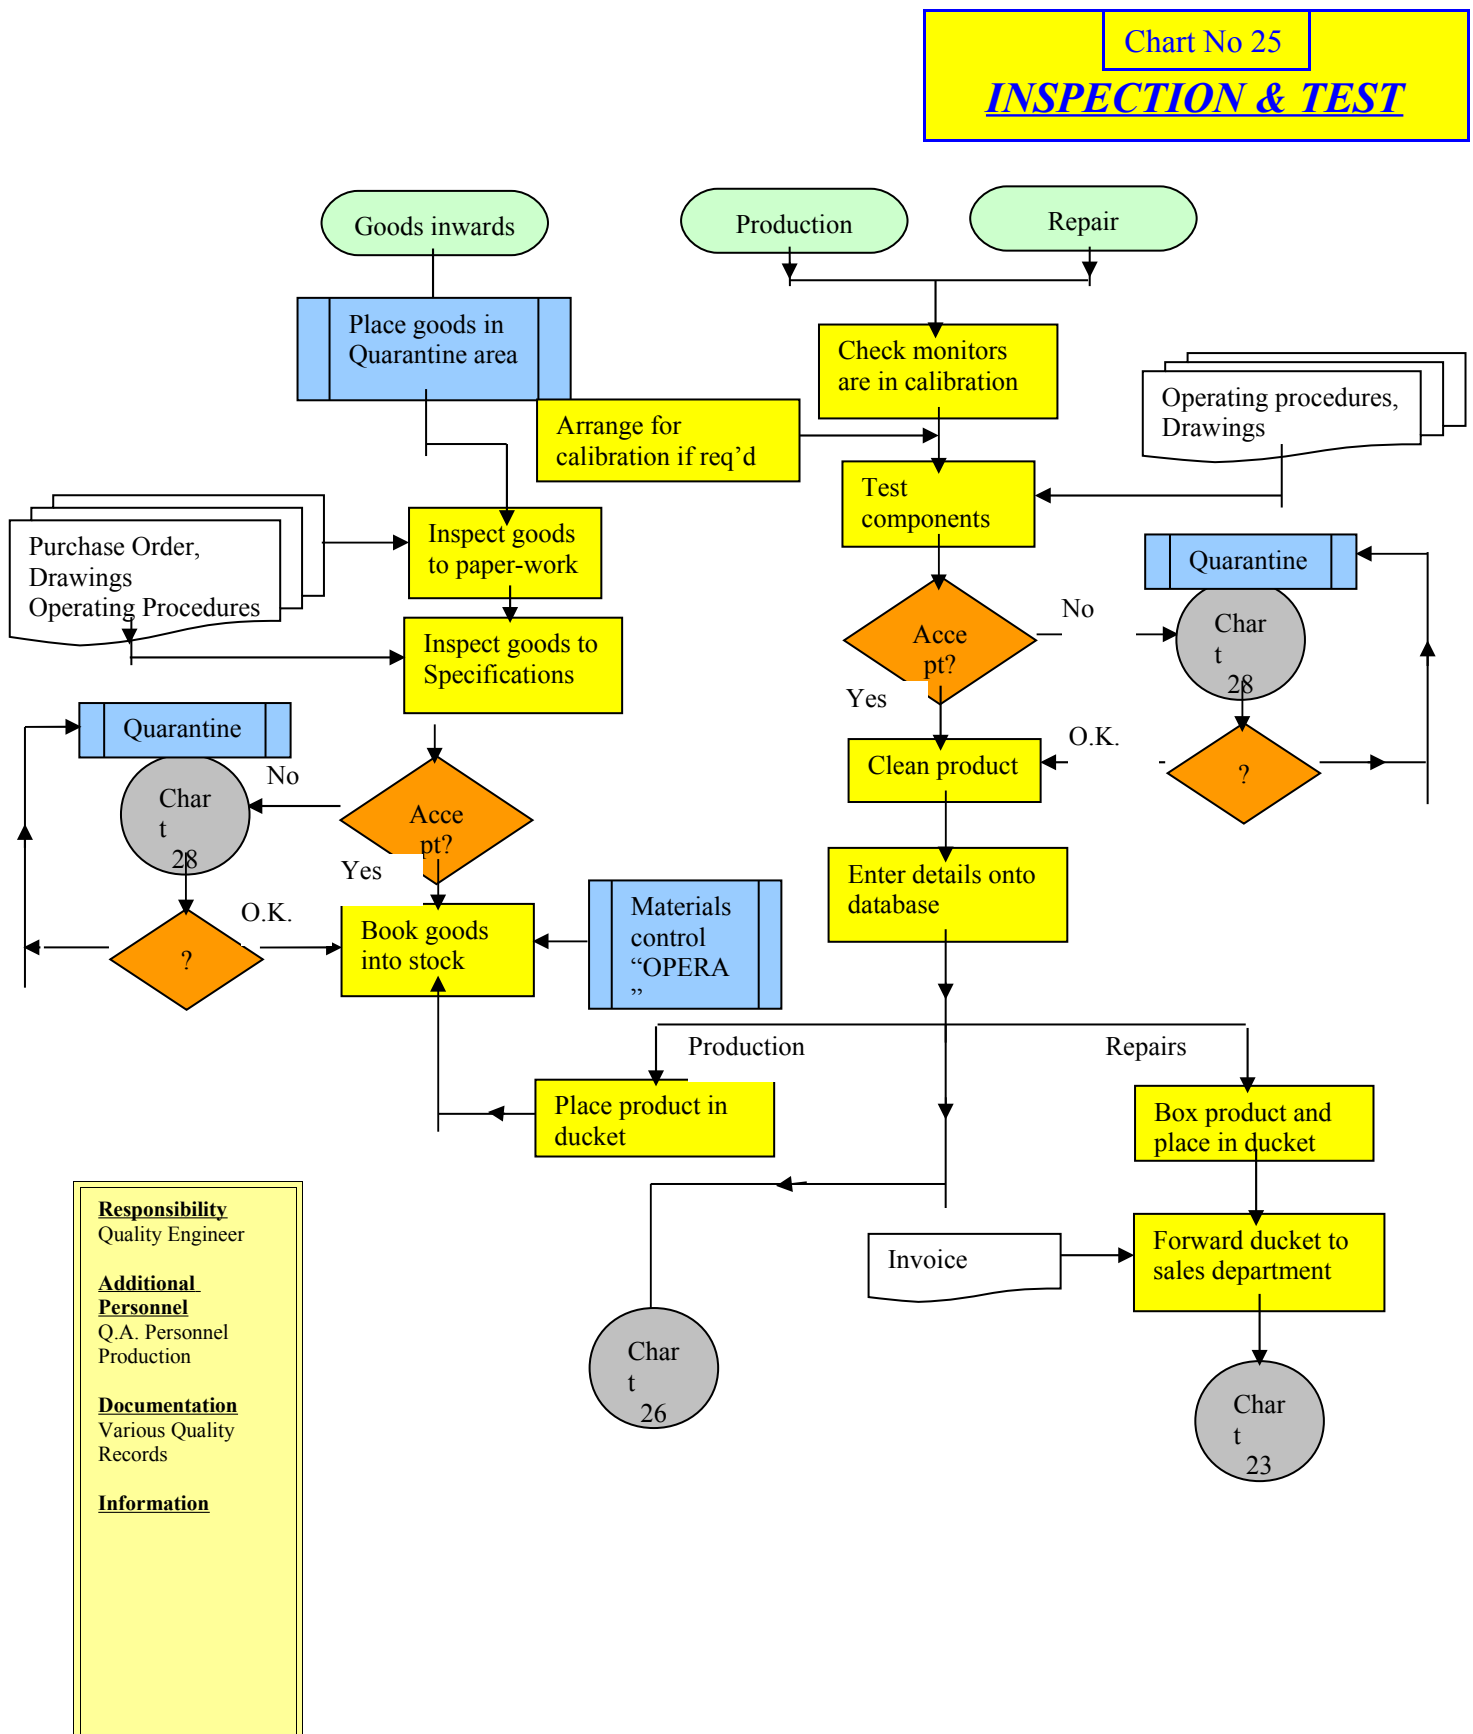 Chart No 25
INSPECTION & TEST
Goods inwards
Production
Repair
Place goods in
Quarantine area
Check monitors
are in calibration
Arrange for
calibration if req’d
Operating procedures,
Drawings
Test
components
Purchase Order,
Drawings
Operating Procedures
Inspect goods
to paper-work
Inspect goods to
Specifications
Quarantine
No
Char
t
28
Acce
pt?
Yes
O.K.
Clean product
?
Quarantine
No
Char
t
28
Acce
pt?
Yes
O.K.
?
Book goods
into stock
Materials
control
“OPERA
”
Enter details onto
database
Production
Repairs
Place product in
ducket
Box product and
place in ducket
Invoice
Forward ducket to
sales department
Char
t
26
Char
t
23
Responsibility
Quality Engineer
Additional
Personnel
Q.A. Personnel
Production
Documentation
Various Quality
Records
Information